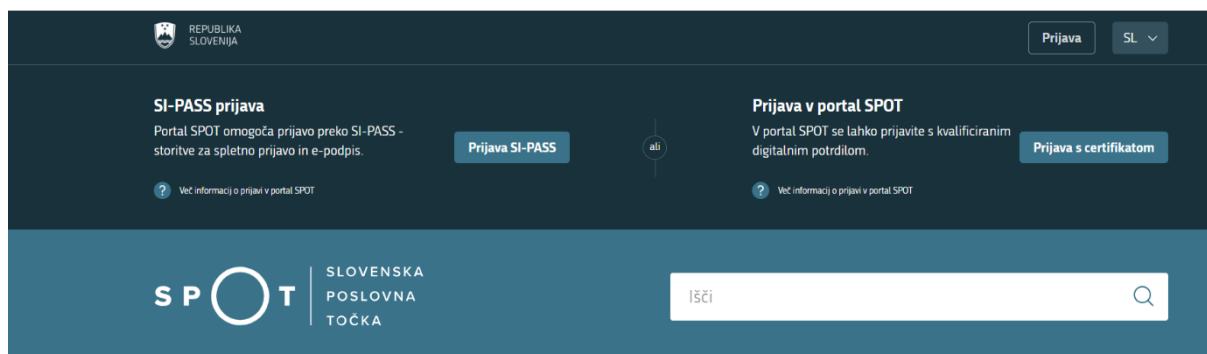 REPUBLIKA
SLOVENIJA
Prijava
SL
SI-PASS prijava
Portal SPOT omogoča prijavo preko SI-PASS -
storitve za spletno prijavo in e-podpis.
Prijava SI-PASS
Več informacij o prijavi v portal SPOT
ali
Prijava v portal SPOT
V portal SPOT se lahko prijavite s kvalificiranim
digitalnim potrdilom.
Prijava s certifikatom
Več informacij o prijavi v portal SPOT
SPOT
SLOVENSKA
POSLOVNA
TOČKA
Išči